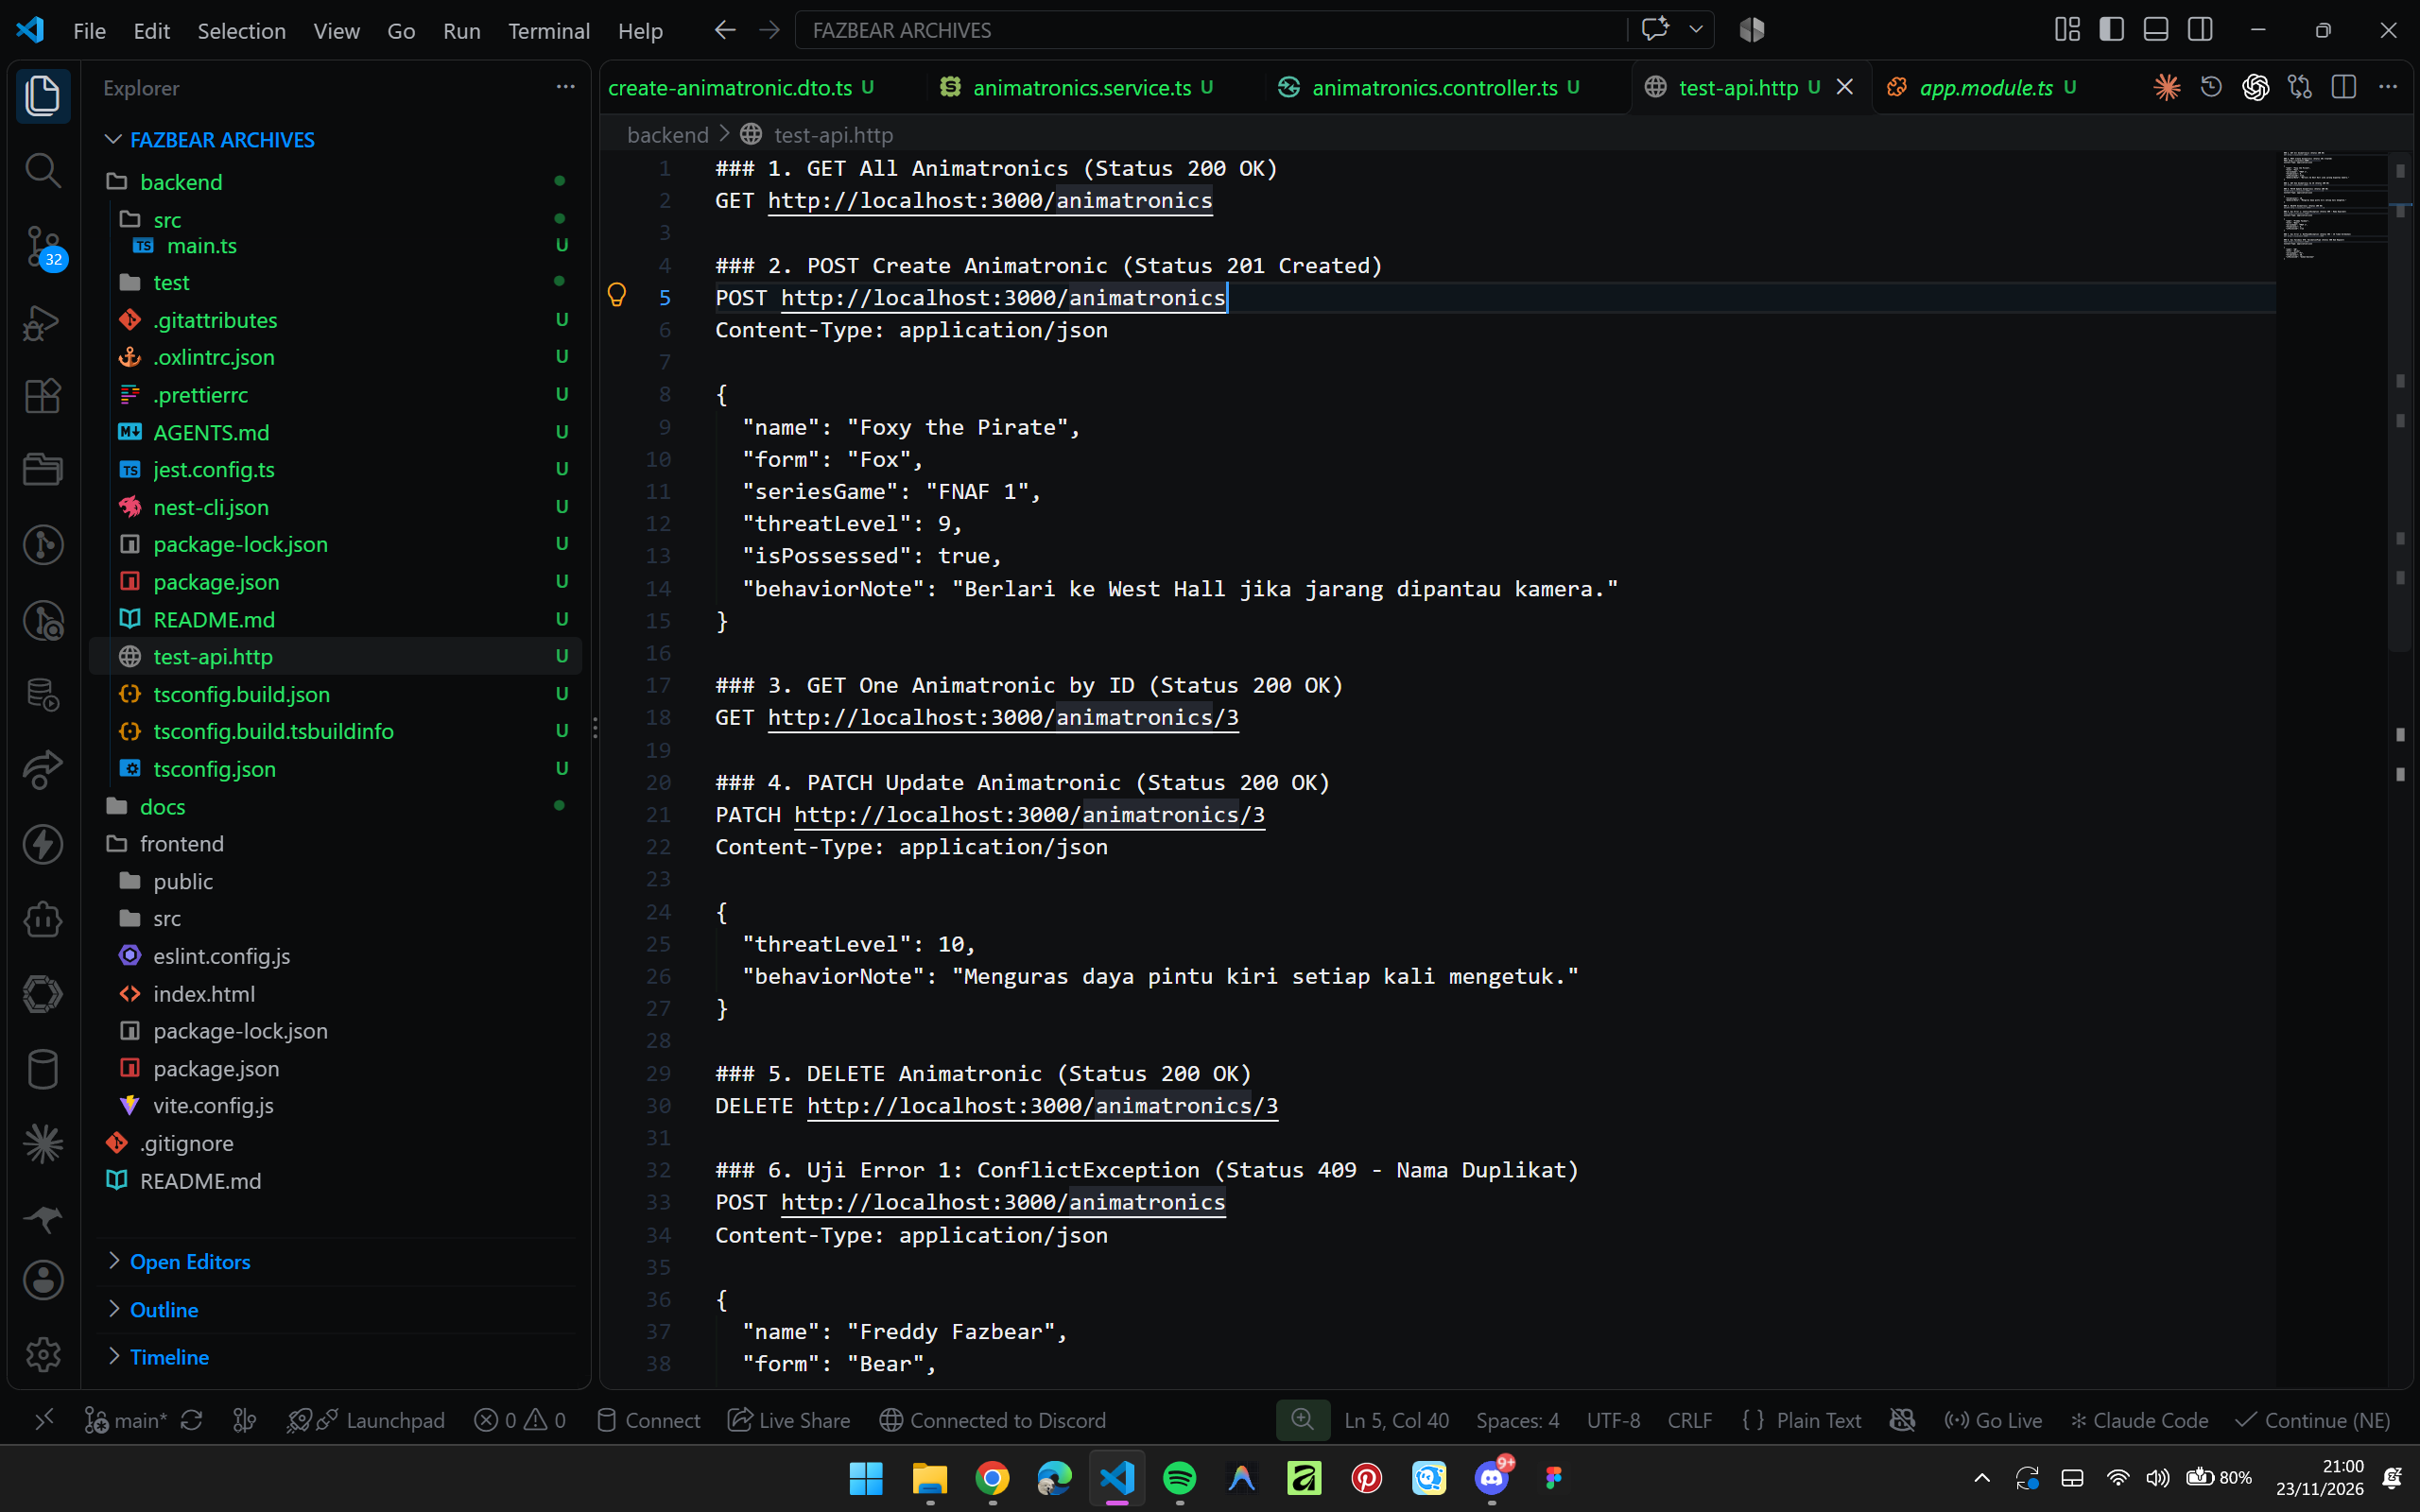 File Edit Selection View Go Run Terminal Help
FAZBEAR ARCHIVES
Explorer
FAZBEAR ARCHIVES
backend
src
main.ts U
test
.gitattributes U
.oxlintrc.json U
.prettierrc U
AGENTS.md U
jest.config.ts U
nest-cli.json U
package-lock.json U
package.json U
README.md U
test-api.http U
tsconfig.build.json U
tsconfig.build.tsbuildinfo U
tsconfig.json U
docs
frontend
public
src
eslint.config.js
index.html
package-lock.json
package.json
vite.config.js
.gitignore
README.md
Open Editors
Outline
Timeline
32
create-animatronic.dto.ts U
animatronics.service.ts U
animatronics.controller.ts U
test-api.http U
app.module.ts U
backend > test-api.http
1 ### 1. GET All Animatronics (Status 200 OK)
2 GET http://localhost:3000/animatronics
3
4 ### 2. POST Create Animatronic (Status 201 Created)
5 POST http://localhost:3000/animatronics
6 Content-Type: application/json
7
8 {
9 "name": "Foxy the Pirate",
10 "form": "Fox",
11 "seriesGame": "FNAF 1",
12 "threatLevel": 9,
13 "isPossessed": true,
14 "behaviorNote": "Berlari ke West Hall jika jarang dipantau kamera."
15 }
16
17 ### 3. GET One Animatronic by ID (Status 200 OK)
18 GET http://localhost:3000/animatronics/3
19
20 ### 4. PATCH Update Animatronic (Status 200 OK)
21 PATCH http://localhost:3000/animatronics/3
22 Content-Type: application/json
23
24 {
25 "threatLevel": 10,
26 "behaviorNote": "Menguras daya pintu kiri setiap kali mengetuk."
27 }
28
29 ### 5. DELETE Animatronic (Status 200 OK)
30 DELETE http://localhost:3000/animatronics/3
31
32 ### 6. Uji Error 1: ConflictException (Status 409 - Nama Duplikat)
33 POST http://localhost:3000/animatronics
34 Content-Type: application/json
35
36 {
37 "name": "Freddy Fazbear",
38 "form": "Bear",
main* Launchpad 0 0 Connect Live Share Connected to Discord
Ln 5, Col 40 Spaces: 4 UTF-8 CRLF { } Plain Text Go Live Claude Code Continue (NE)
9+
80%
21:00
23/11/2026